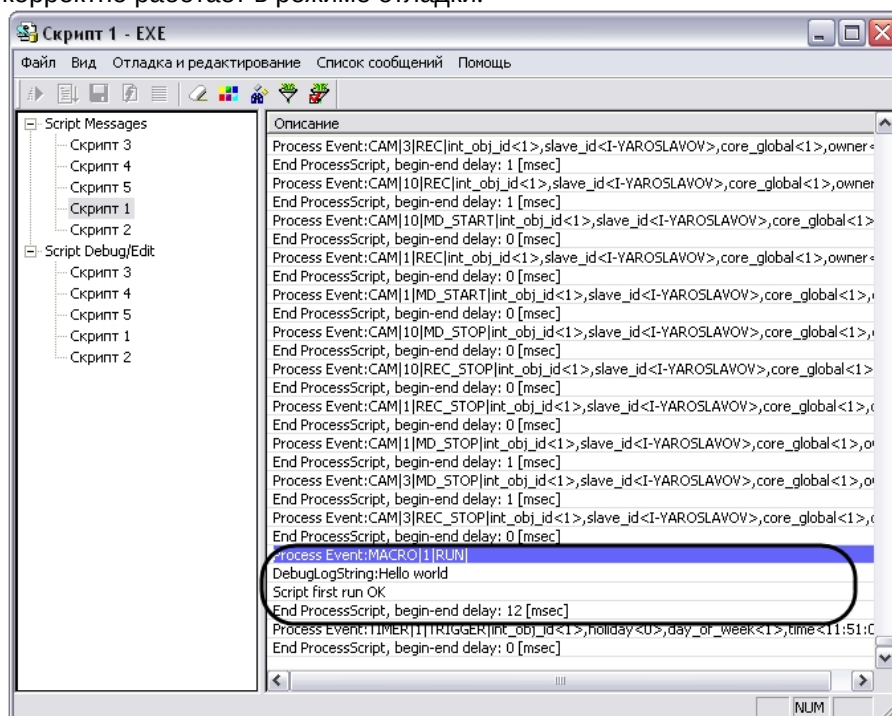 корректно работает в режиме отладки.
Скрипт 1 - EXE
Файл Вид Отладка и редактирование Список сообщений Помощь
Script Messages
Скрипт 3
Скрипт 4
Скрипт 5
Скрипт 1
Скрипт 2
Script Debug/Edit
Скрипт 3
Скрипт 4
Скрипт 5
Скрипт 1
Скрипт 2
Описание
Process Event:CAM|3|REC|int_obj_id<1>,slave_id<I-YAROSLAVOV>,core_global<1>,owner<
End ProcessScript, begin-end delay: 1 [msec]
Process Event:CAM|10|REC|int_obj_id<1>,slave_id<I-YAROSLAVOV>,core_global<1>,owner
End ProcessScript, begin-end delay: 1 [msec]
Process Event:CAM|10|MD_START|int_obj_id<1>,slave_id<I-YAROSLAVOV>,core_global<1>
End ProcessScript, begin-end delay: 0 [msec]
Process Event:CAM|1|REC|int_obj_id<1>,slave_id<I-YAROSLAVOV>,core_global<1>,owner<
End ProcessScript, begin-end delay: 0 [msec]
Process Event:CAM|1|MD_START|int_obj_id<1>,slave_id<I-YAROSLAVOV>,core_global<1>,
End ProcessScript, begin-end delay: 0 [msec]
Process Event:CAM|10|MD_STOP|int_obj_id<1>,slave_id<I-YAROSLAVOV>,core_global<1>,
End ProcessScript, begin-end delay: 0 [msec]
Process Event:CAM|10|REC_STOP|int_obj_id<1>,slave_id<I-YAROSLAVOV>,core_global<1>
End ProcessScript, begin-end delay: 0 [msec]
Process Event:CAM|1|REC_STOP|int_obj_id<1>,slave_id<I-YAROSLAVOV>,core_global<1>,
End ProcessScript, begin-end delay: 0 [msec]
Process Event:CAM|1|MD_STOP|int_obj_id<1>,slave_id<I-YAROSLAVOV>,core_global<1>,
End ProcessScript, begin-end delay: 1 [msec]
Process Event:CAM|3|MD_STOP|int_obj_id<1>,slave_id<I-YAROSLAVOV>,core_global<1>,
End ProcessScript, begin-end delay: 1 [msec]
Process Event:CAM|3|REC_STOP|int_obj_id<1>,slave_id<I-YAROSLAVOV>,core_global<1>,
End ProcessScript, begin-end delay: 0 [msec]
Process Event:MACRO|1|RUN|
DebugLogString:Hello world
Script first run OK
End ProcessScript, begin-end delay: 12 [msec]
Process Event:TIMER|1|TRIGGER|int_obj_id<1>,holiday<0>,day_of_week<1>,time<11:51:0
End ProcessScript, begin-end delay: 0 [msec]
NUM